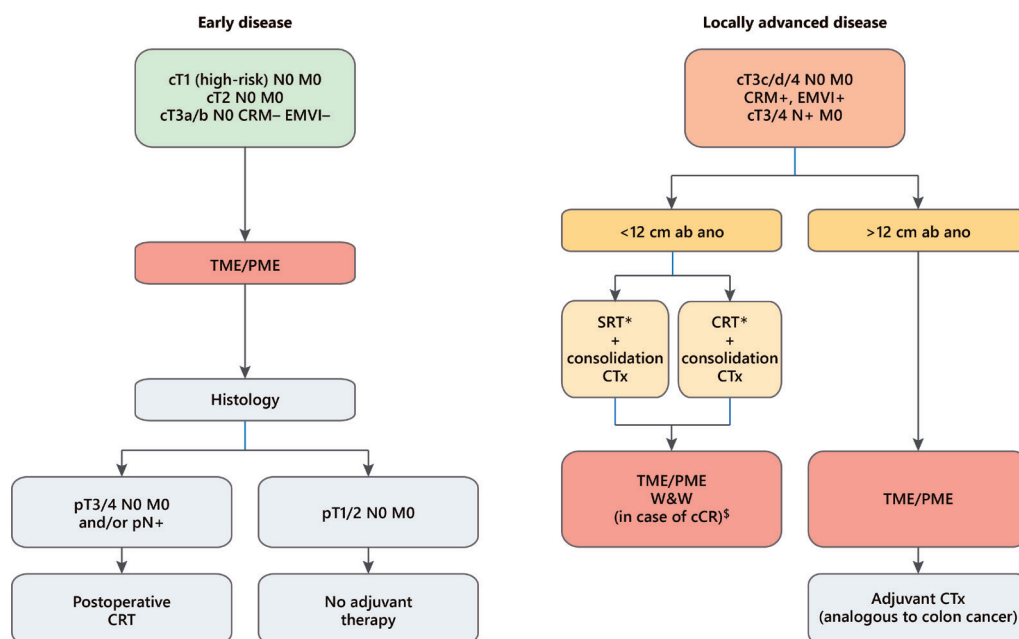 Early disease
cT1 (high-risk) N0 M0
cT2 N0 M0
cT3a/b N0 CRM– EMVI–
TME/PME
Histology
pT3/4 N0 M0
and/or pN+
pT1/2 N0 M0
Postoperative
CRT
No adjuvant
therapy
Locally advanced disease
cT3c/d/4 N0 M0
CRM+, EMVI+
cT3/4 N+ M0
<12 cm ab ano
>12 cm ab ano
SRT*
+
consolidation
CTx
CRT*
+
consolidation
CTx
TME/PME
W&W
(in case of cCR)$
TME/PME
Adjuvant CTx
(analogous to colon cancer)